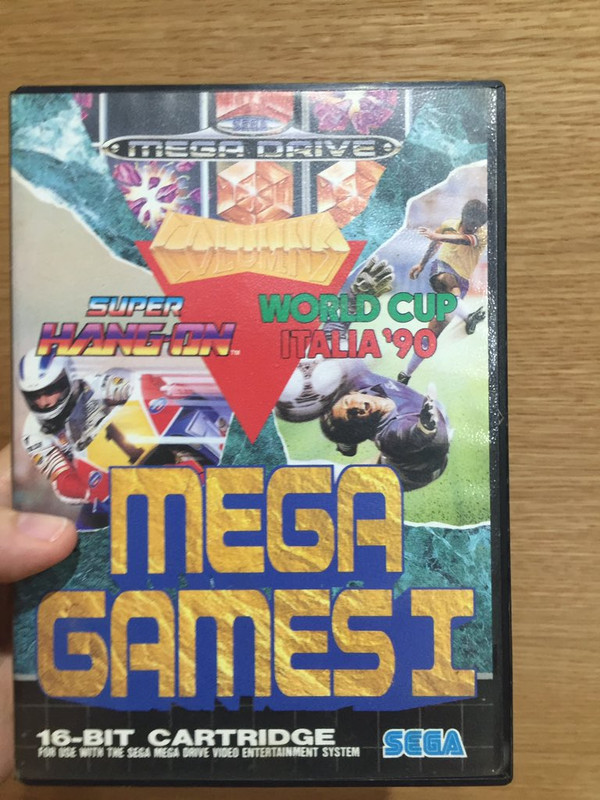 SEGA
MEGA DRIVE
COLUMNS
SUPER
HANG-ON™
WORLD CUP
ITALIA '90
MEGA
GAMES I
16-BIT CARTRIDGE
FOR USE WITH THE SEGA MEGA DRIVE VIDEO ENTERTAINMENT SYSTEM
SEGA